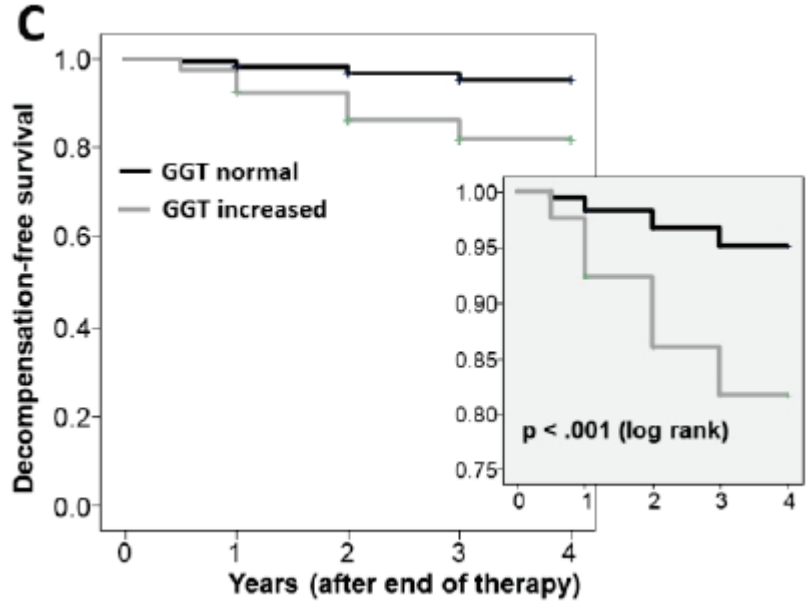 C
Decompensation-free survival
1.0
0.8
0.6
0.4
0.2
0.0
GGT normal
GGT increased
0 1 2 3 4
Years (after end of therapy)
1.00
0.95
0.90
0.85
0.80
0.75
p < .001 (log rank)
0 1 2 3 4